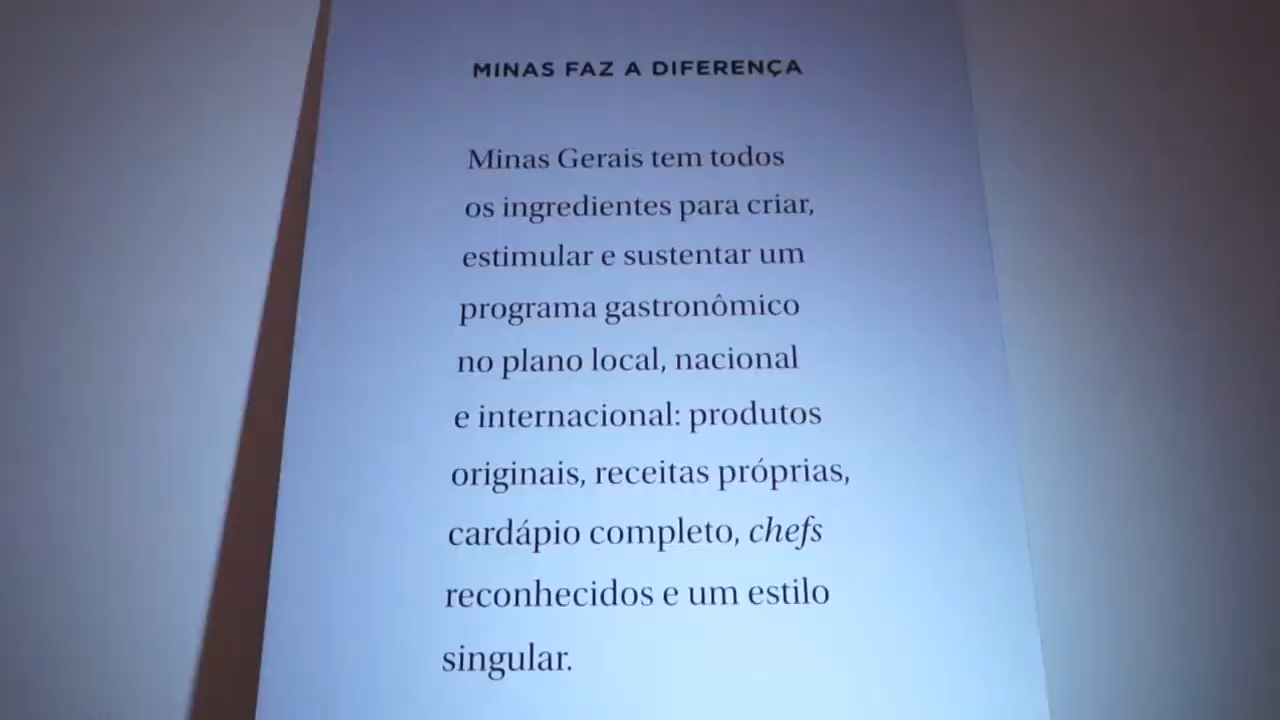 MINAS FAZ A DIFERENÇA
Minas Gerais tem todos
os ingredientes para criar,
estimular e sustentar um
programa gastronômico
no plano local, nacional
e internacional: produtos
originais, receitas próprias,
cardápio completo, chefs
reconhecidos e um estilo
singular.